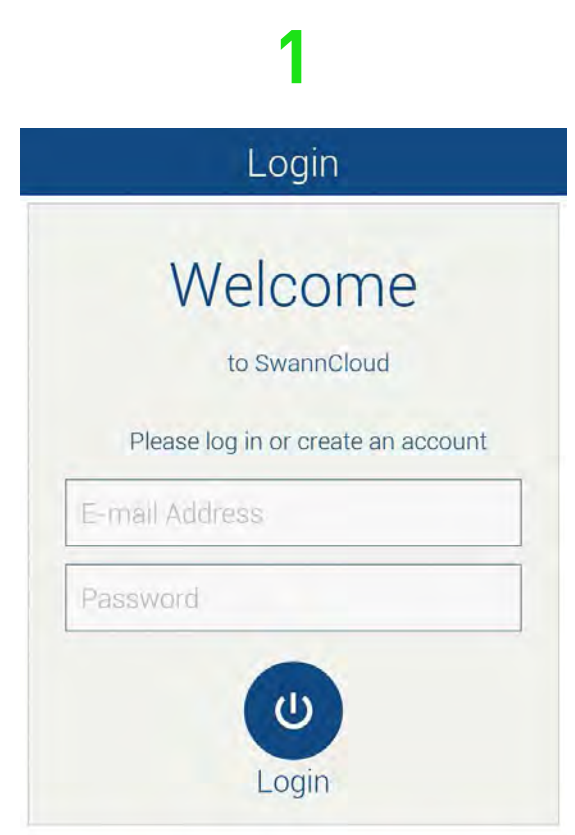 1
Login
Welcome
to SwannCloud
Please log in or create an account
E-mail Address
Password
Login